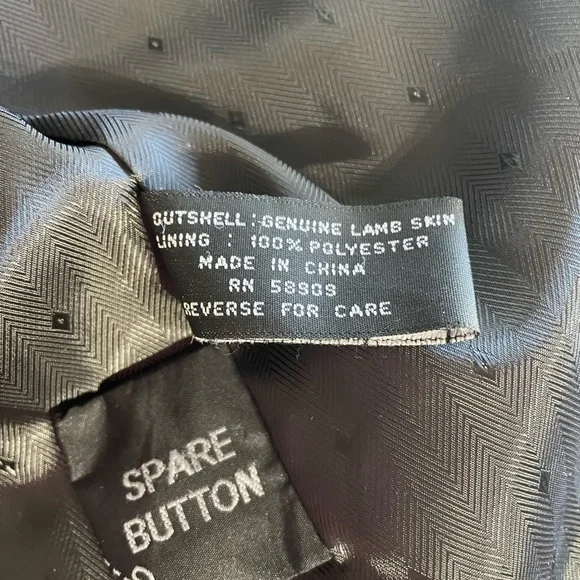 OUTSHELL: GENUINE LAMB SKIN
LINING : 100% POLYESTER
MADE IN CHINA
RN 58909
REVERSE FOR CARE
SPARE
BUTTON